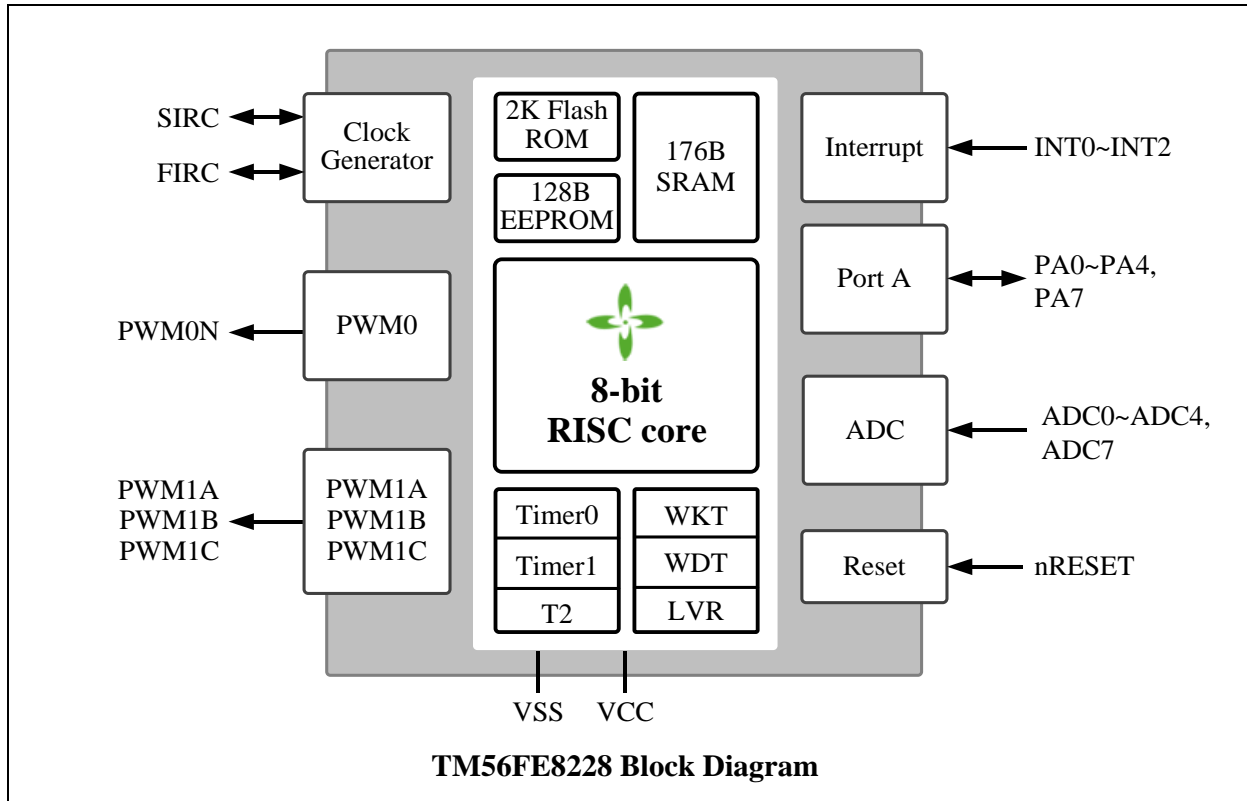 SIRC
FIRC
Clock
Generator
PWM0N
PWM0
PWM1A
PWM1B
PWM1C
PWM1A
PWM1B
PWM1C
2K Flash
ROM
128B
EEPROM
176B
SRAM
8-bit
RISC core
Timer0
Timer1
T2
WKT
WDT
LVR
Interrupt
INT0~INT2
Port A
PA0~PA4,
PA7
ADC
ADC0~ADC4,
ADC7
Reset
nRESET
VSS
VCC
TM56FE8228 Block Diagram